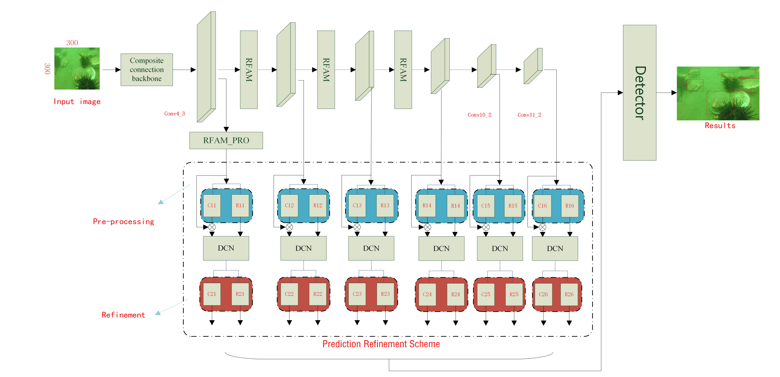 300
300
Input image
Composite
connection
backbone
RFAM
RFAM
RFAM
Conv4_3
Conv10_2
Conv11_2
RFAM_PRO
Detector
Results
Pre-processing
C11 R11 C12 R12 C13 R13 R14 R14 C15 R15 C16 R16
DCN DCN DCN DCN DCN DCN
Refinement
C21 R21 C22 R22 C23 R23 C24 R24 C25 R25 C26 R26
Prediction Refinement Scheme